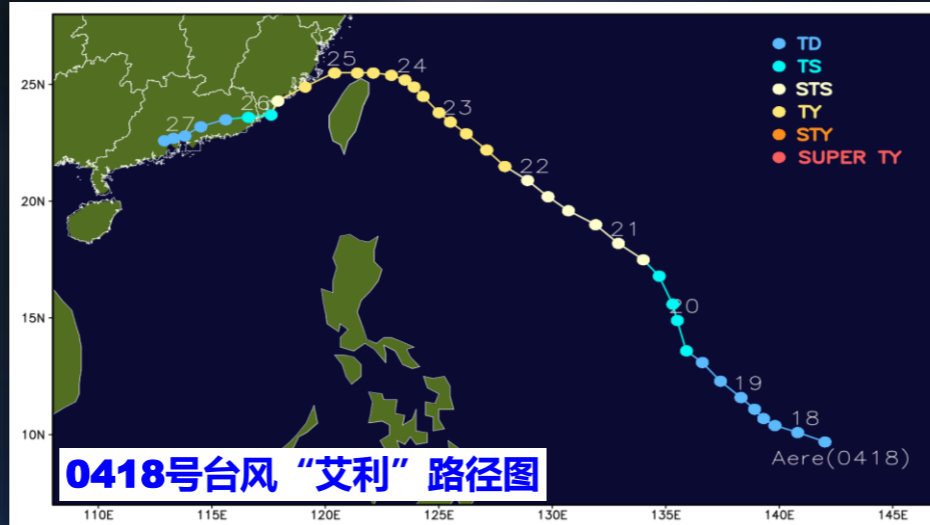 TD
TS
STS
TY
STY
SUPER TY
25N
20N
15N
10N
25
24
26
23
27
22
21
20
19
18
Aere(0418)
0418号台风“艾利”路径图
110E
115E
120E
125E
130E
135E
140E
145E